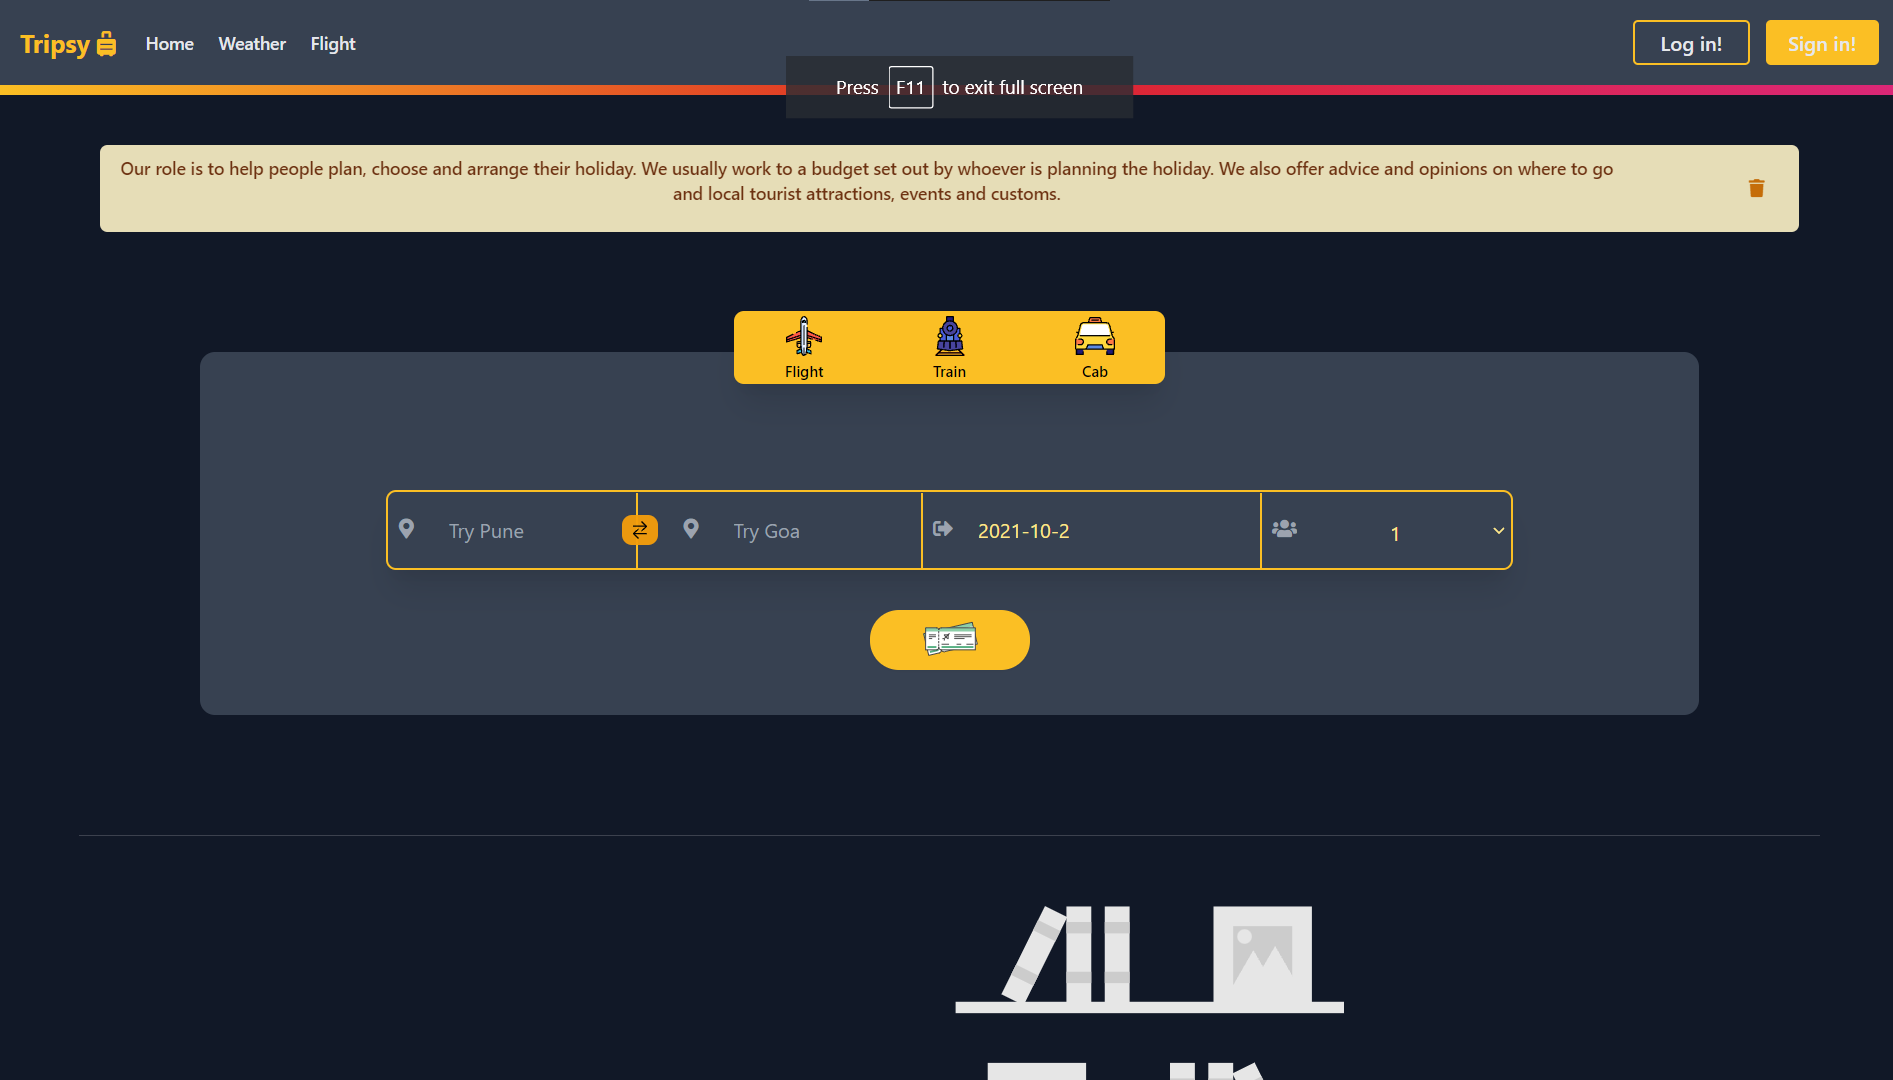 Tripsy
Home Weather Flight
Log in! Sign in!
Press F11 to exit full screen
Our role is to help people plan, choose and arrange their holiday. We usually work to a budget set out by whoever is planning the holiday. We also offer advice and opinions on where to go
and local tourist attractions, events and customs.
Flight Train Cab
Try Pune Try Goa 2021-10-2 1